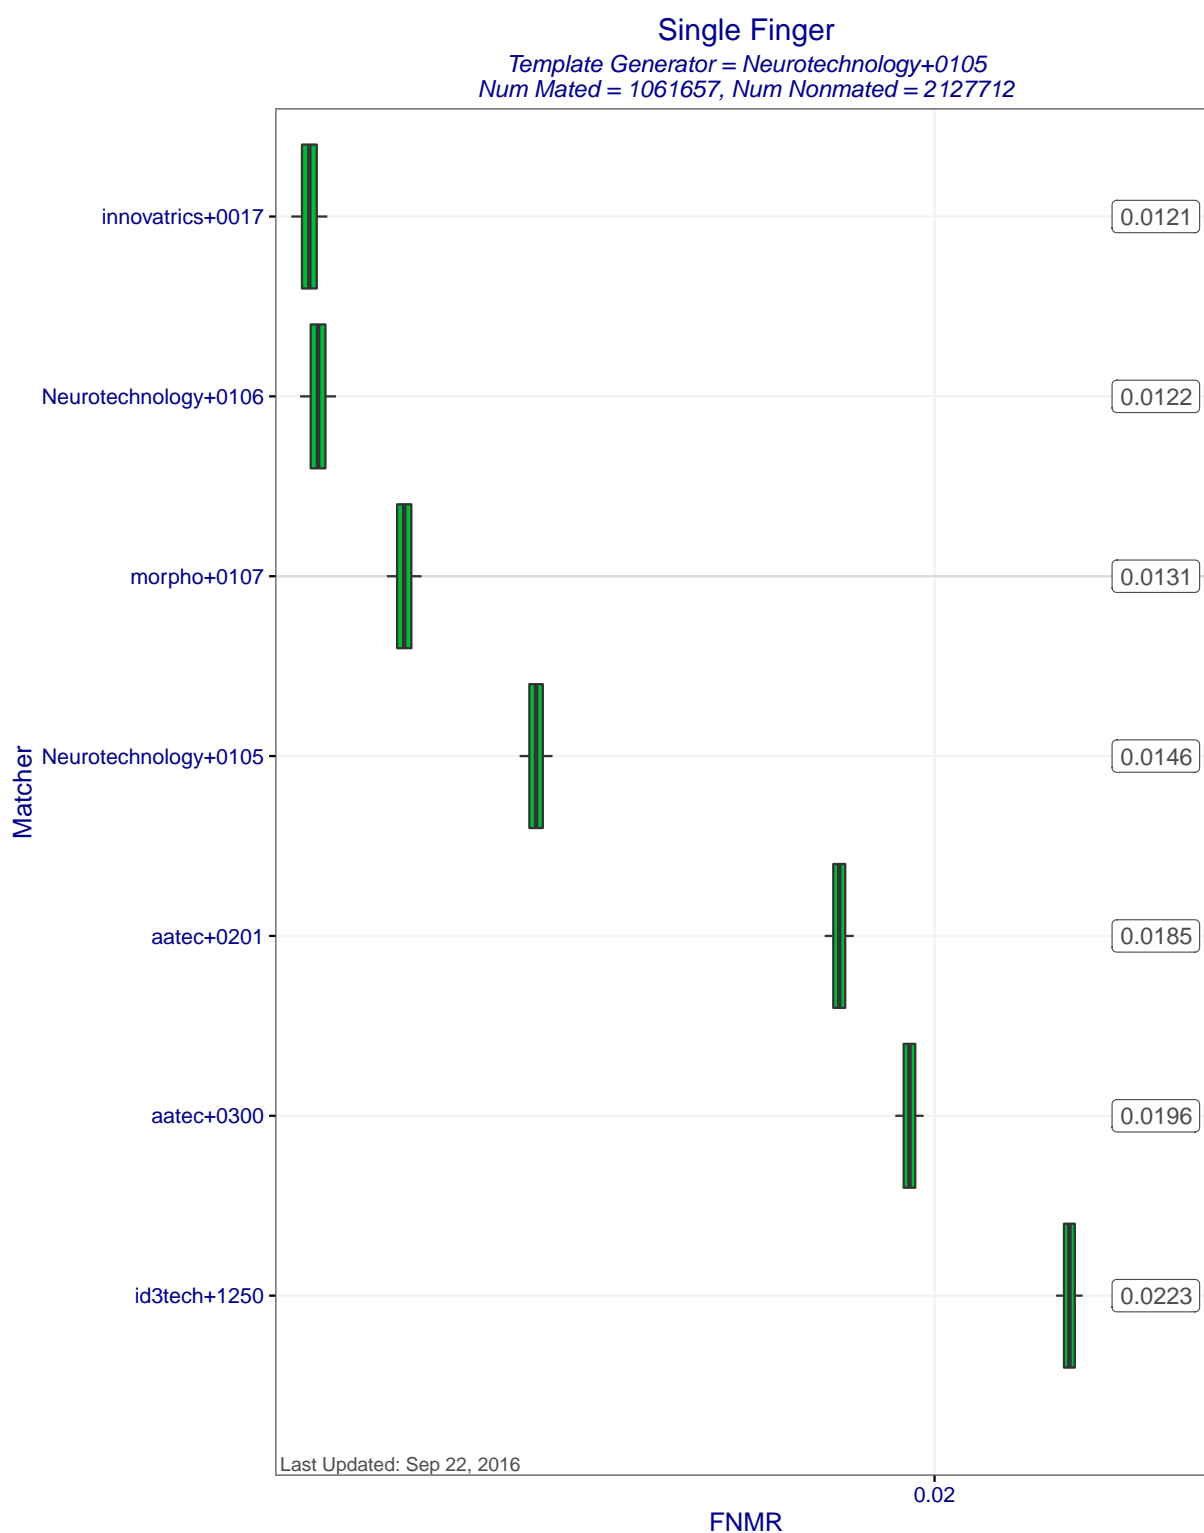 Single Finger
Template Generator = Neurotechnology+0105
Num Mated = 1061657, Num Nonmated = 2127712
innovatrics+0017
0.0121
Neurotechnology+0106
0.0122
morpho+0107
0.0131
Neurotechnology+0105
0.0146
Matcher
aatec+0201
0.0185
aatec+0300
0.0196
id3tech+1250
0.0223
Last Updated: Sep 22, 2016
0.02
FNMR